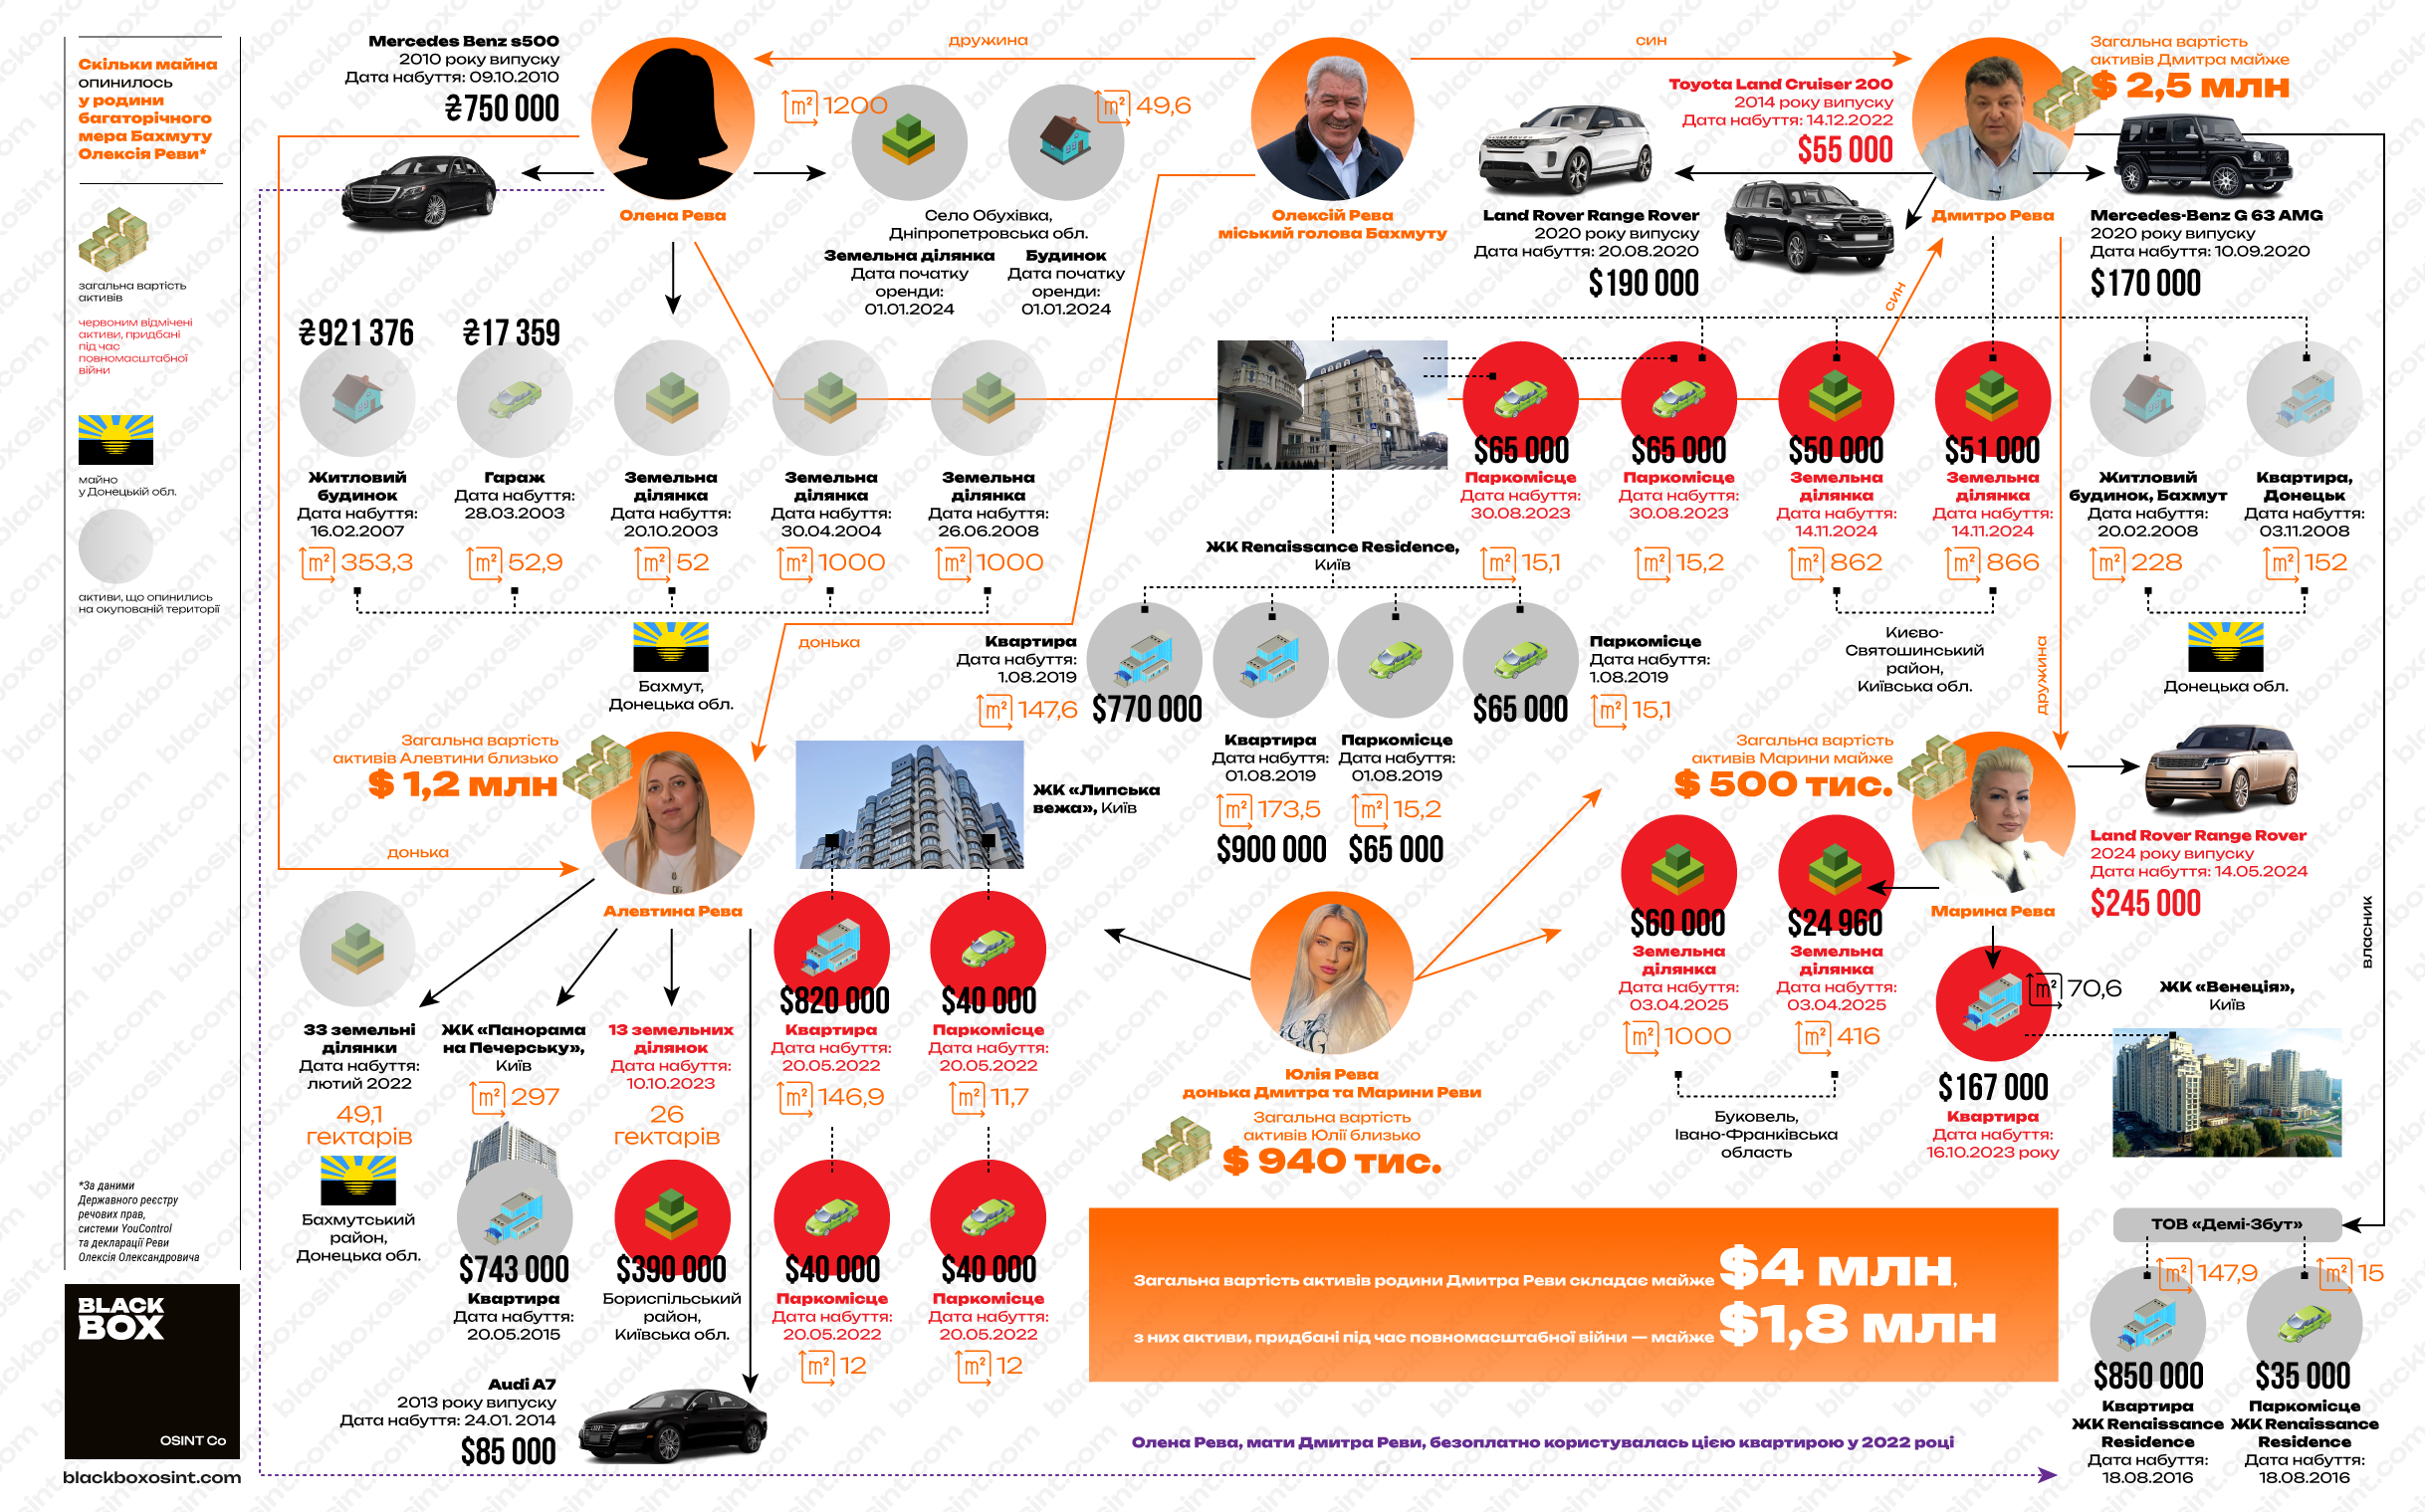 Скільки майна
опинилось
у родини
багаторічного
мера Бахмуту
Олексія Реви*
загальна вартість
активів
червоним відмічені
активи, придбані
під час
повномасштабної
війни
майно
у Донецькій обл.
активи, що опинились
на окупованій території
*За даними
Державного реєстру
речових прав,
системи YouControl
та декларації Реви
Олексія Олександровича
BLACK
BOX
OSINT Co
blackboxosint.com
Mercedes Benz s500
2010 року випуску
Дата набуття: 09.10.2010
₴750 000
Олена Рева
дружина
m² 1200
m² 49,6
Село Обухівка,
Дніпропетровська обл.
Земельна ділянка
Дата початку
оренди:
01.01.2024
Будинок
Дата початку
оренди:
01.01.2024
Олексій Рева
міський голова Бахмуту
син
Toyota Land Cruiser 200
2014 року випуску
Дата набуття: 14.12.2022
$55 000
Land Rover Range Rover
2020 року випуску
Дата набуття: 20.08.2020
$190 000
Дмитро Рева
Загальна вартість
активів Дмитра майже
$ 2,5 млн
Mercedes-Benz G 63 AMG
2020 року випуску
Дата набуття: 10.09.2020
$170 000
син
₴921 376
Житловий
будинок
Дата набуття:
16.02.2007
m² 353,3
₴17 359
Гараж
Дата набуття:
28.03.2003
m² 52,9
Земельна
ділянка
Дата набуття:
20.10.2003
m² 52
Земельна
ділянка
Дата набуття:
30.04.2004
m² 1000
Земельна
ділянка
Дата набуття:
26.06.2008
m² 1000
Бахмут,
Донецька обл.
донька
$65 000
Паркомісце
Дата набуття:
30.08.2023
m² 15,1
$65 000
Паркомісце
Дата набуття:
30.08.2023
m² 15,2
$50 000
Земельна
ділянка
Дата набуття:
14.11.2024
m² 862
$51 000
Земельна
ділянка
Дата набуття:
14.11.2024
m² 866
Києво-
Святошинський
район,
Київська обл.
Житловий
будинок, Бахмут
Дата набуття:
20.02.2008
m² 228
Квартира,
Донецьк
Дата набуття:
03.11.2008
m² 152
Донецька обл.
дружина
ЖК Renaissance Residence,
Київ
Квартира
Дата набуття:
1.08.2019
m² 147,6
$770 000
Квартира
Дата набуття:
01.08.2019
m² 173,5
$900 000
Паркомісце
Дата набуття:
01.08.2019
m² 15,2
$65 000
$65 000
Паркомісце
Дата набуття:
1.08.2019
m² 15,1
Загальна вартість
активів Алевтини близько
$ 1,2 млн
донька
Алевтина Рева
ЖК «Липська
вежа», Київ
33 земельні
ділянки
Дата набуття:
лютий 2022
49,1
гектарів
Бахмутський
район,
Донецька обл.
ЖК «Панорама
на Печерську»,
Київ
m² 297
$743 000
Квартира
Дата набуття:
20.05.2015
13 земельних
ділянок
Дата набуття:
10.10.2023
26
гектарів
$390 000
Бориспільський
район,
Київська обл.
$820 000
Квартира
Дата набуття:
20.05.2022
m² 146,9
$40 000
Паркомісце
Дата набуття:
20.05.2022
m² 11,7
$40 000
Паркомісце
Дата набуття:
20.05.2022
m² 12
$40 000
Паркомісце
Дата набуття:
20.05.2022
m² 12
Audi A7
2013 року випуску
Дата набуття: 24.01. 2014
$85 000
Юлія Рева
донька Дмитра та Марини Реви
Загальна вартість
активів Юлії близько
$ 940 тис.
Загальна вартість
активів Марини майже
$ 500 тис.
Марина Рева
Land Rover Range Rover
2024 року випуску
Дата набуття: 14.05.2024
$245 000
$60 000
Земельна
ділянка
Дата набуття:
03.04.2025
m² 1000
$24 960
Земельна
ділянка
Дата набуття:
03.04.2025
m² 416
Буковель,
Івано-Франківська
область
m² 70,6
$167 000
Квартира
Дата набуття:
16.10.2023 року
ЖК «Венеція»,
Київ
власник
Загальна вартість активів родини Дмитра Реви складає майже $4 млн,
з них активи, придбані під час повномасштабної війни — майже $1,8 млн
Олена Рева, мати Дмитра Реви, безоплатно користувалась цією квартирою у 2022 році
ТОВ «Демі-Збут»
m² 147,9
$850 000
Квартира
ЖК Renaissance
Residence
Дата набуття:
18.08.2016
m² 15
$35 000
Паркомісце
ЖК Renaissance
Residence
Дата набуття:
18.08.2016